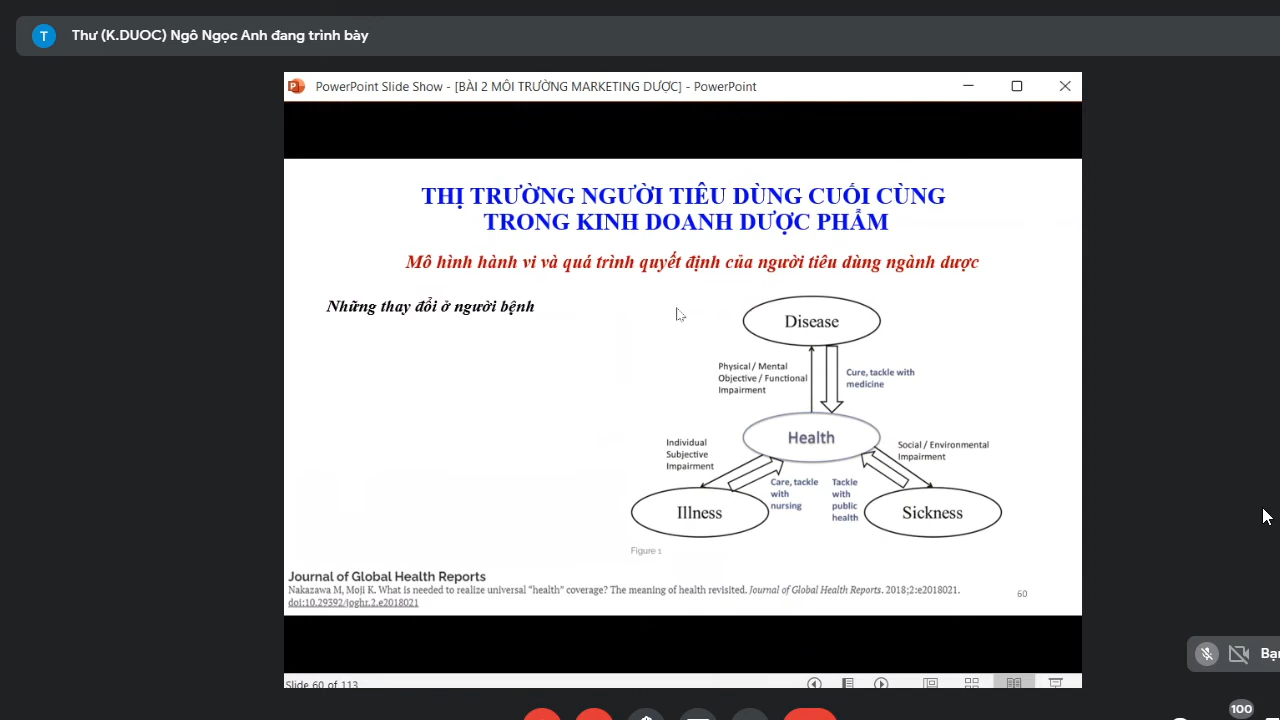 T
Thư (K.DUOC) Ngô Ngọc Anh đang trình bày
PowerPoint Slide Show - [BÀI 2 MÔI TRƯỜNG MARKETING DƯỢC] - PowerPoint
THỊ TRƯỜNG NGƯỜI TIÊU DÙNG CUỐI CÙNG
TRONG KINH DOANH DƯỢC PHẨM
Mô hình hành vi và quá trình quyết định của người tiêu dùng ngành dược
Những thay đổi ở người bệnh
Disease
Physical / Mental
Objective / Functional
Impairment
Cure, tackle with
medicine
Health
Individual
Subjective
Impairment
Social / Environmental
Impairment
Care, tackle
with
nursing
Tackle
with
public
health
Illness
Sickness
Figure 1
Journal of Global Health Reports
Nakazawa M, Moji K. What is needed to realize universal “health” coverage? The meaning of health revisited. Journal of Global Health Reports. 2018;2:e2018021.
doi:10.29392/joghr.2.e2018021
60
Slide 60 of 113
100